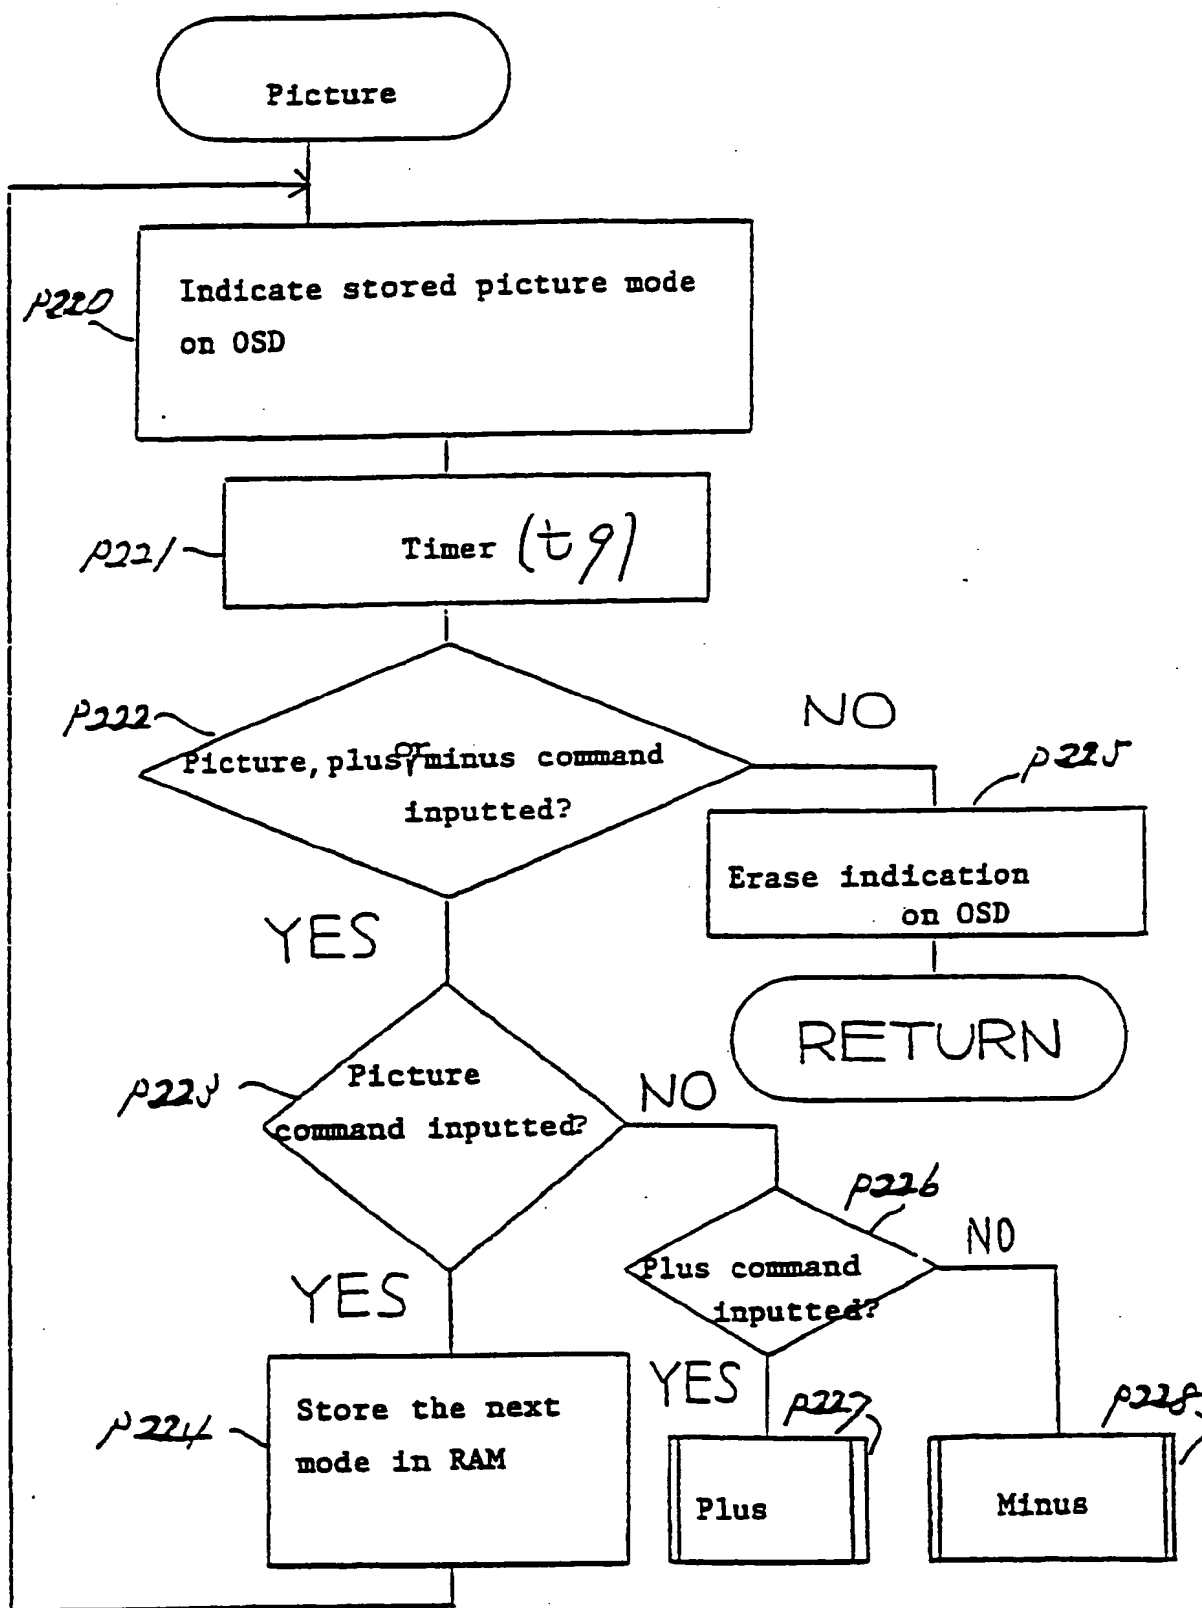 Picture
P220
Indicate stored picture mode
on OSD
P221
Timer (t9)
P222
Picture, plus or minus command
inputted?
NO
P225
Erase indication
on OSD
RETURN
YES
P223
Picture
command inputted?
NO
P226
Plus command
inputted?
NO
YES
P224
Store the next
mode in RAM
YES
P227
Plus
P228
Minus